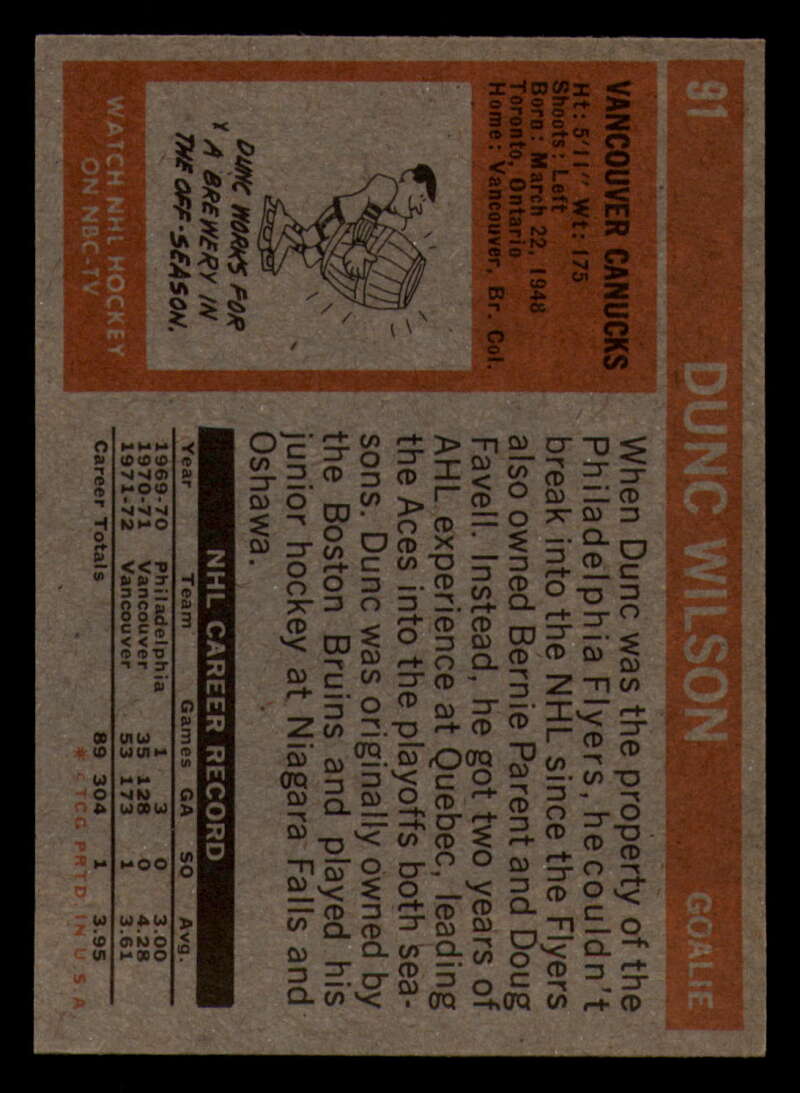 91 DUNC WILSON GOALIE
VANCOUVER CANUCKS
Ht: 5'11" Wt: 175
Shoots: Left
Born: March 22, 1948
Toronto, Ontario
Home: Vancouver, Br. Col.
DUNC WORKS FOR
A BREWERY IN
THE OFF-SEASON.
WATCH NHL HOCKEY
ON NBC-TV
When Dunc was the property of the
Philadelphia Flyers, he couldn't
break into the NHL since the Flyers
also owned Bernie Parent and Doug
Favell. Instead, he got two years of
AHL experience at Quebec, leading
the Aces into the playoffs both sea-
sons. Dunc was originally owned by
the Boston Bruins and played his
junior hockey at Niagara Falls and
Oshawa.
NHL CAREER RECORD
Year Team Games GA SO Avg.
1969-70 Philadelphia 1 3 0 3.00
1970-71 Vancouver 35 128 0 4.28
1971-72 Vancouver 53 173 1 3.61
Career Totals 89 304 1 3.95
* © T.C.G. PRTD. IN U.S.A.